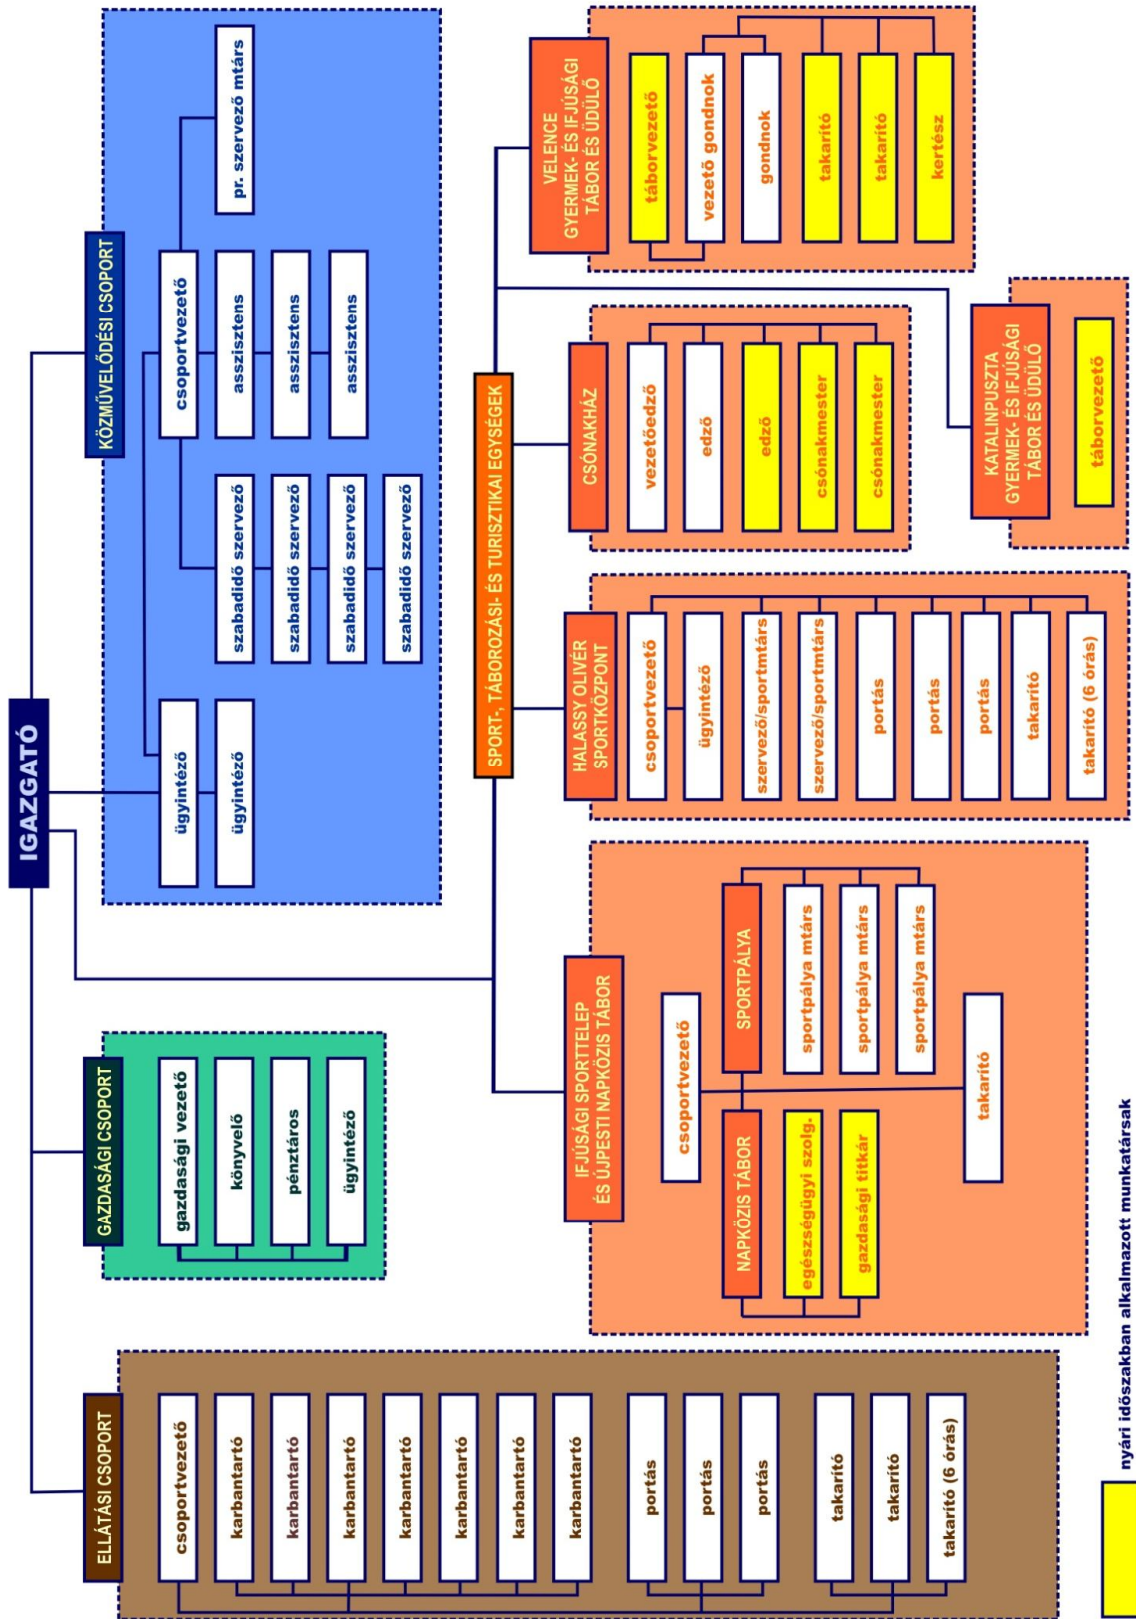 IGAZGATÓ
ELLÁTÁSI CSOPORT
csoportvezető
karbantartó
karbantartó
karbantartó
karbantartó
karbantartó
karbantartó
karbantartó
portás
portás
portás
takarító
takarító
takarító (6 órás)
GAZDASÁGI CSOPORT
gazdasági vezető
könyvelő
pénztáros
ügyintéző
KÖZMŰVELŐDÉSI CSOPORT
ügyintéző
ügyintéző
csoportvezető
szabadidő szervező
szabadidő szervező
szabadidő szervező
szabadidő szervező
asszisztens
asszisztens
asszisztens
pr. szervező mtárs
SPORT-, TÁBOROZÁSI- ÉS TURISZTIKAI EGYSÉGEK
IFJÚSÁGI SPORTTELEP
ÉS ÚJPESTI NAPKÖZIS TÁBOR
csoportvezető
NAPKÖZIS TÁBOR
egészségügyi szolg.
gazdasági titkár
SPORTPÁLYA
sportpálya mtárs
sportpálya mtárs
sportpálya mtárs
takarító
HALASSY OLIVÉR
SPORTKÖZPONT
csoportvezető
ügyintéző
szervező/sportmtárs
szervező/sportmtárs
portás
portás
portás
takarító
takarító (6 órás)
CSÓNAKHÁZ
vezetőedző
edző
edző
csónakmester
csónakmester
VELENCE
GYERMEK- ÉS IFJÚSÁGI
TÁBOR ÉS ÜDÜLŐ
táborvezető
vezető gondnok
gondnok
takarító
takarító
kertész
KATALINPUSZTA
GYERMEK- ÉS IFJÚSÁGI
TÁBOR ÉS ÜDÜLŐ
táborvezető
nyári időszakban alkalmazott munkatársak